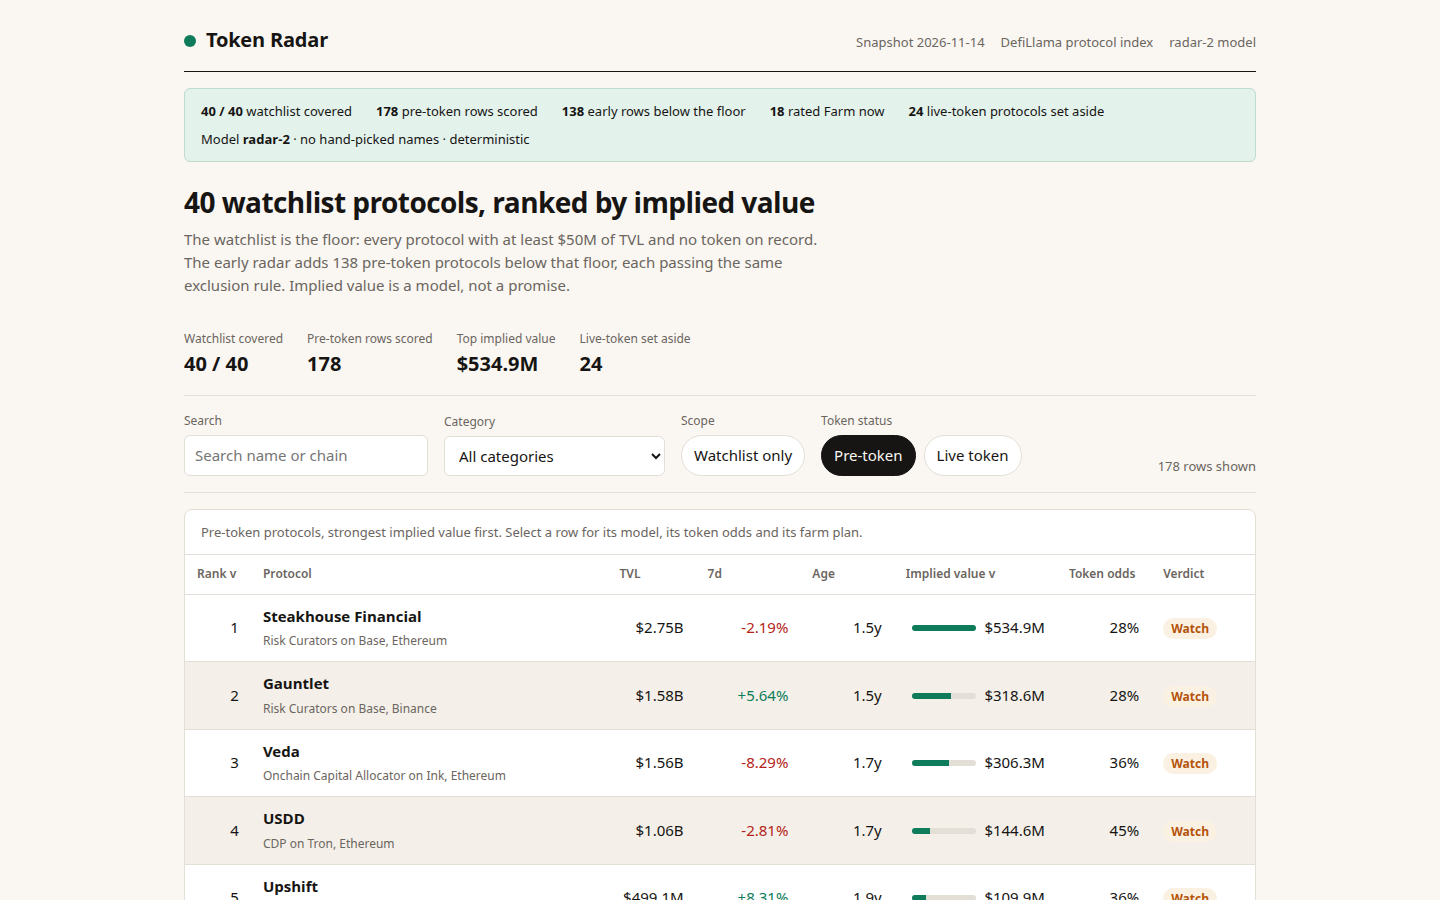 Token Radar
Snapshot 2026-11-14 DefiLlama protocol index radar-2 model
40 / 40 watchlist covered 178 pre-token rows scored 138 early rows below the floor 18 rated Farm now 24 live-token protocols set aside
Model radar-2 · no hand-picked names · deterministic
40 watchlist protocols, ranked by implied value
The watchlist is the floor: every protocol with at least $50M of TVL and no token on record.
The early radar adds 138 pre-token protocols below that floor, each passing the same
exclusion rule. Implied value is a model, not a promise.
Watchlist covered Pre-token rows scored Top implied value Live-token set aside
40 / 40 178 $534.9M 24
Search Category Scope Token status
Search name or chain All categories Watchlist only Pre-token Live token 178 rows shown
Pre-token protocols, strongest implied value first. Select a row for its model, its token odds and its farm plan.
Rank v Protocol TVL 7d Age Implied value v Token odds Verdict
1 Steakhouse Financial $2.75B -2.19% 1.5y $534.9M 28% Watch
Risk Curators on Base, Ethereum
2 Gauntlet $1.58B +5.64% 1.5y $318.6M 28% Watch
Risk Curators on Base, Binance
3 Veda $1.56B -8.29% 1.7y $306.3M 36% Watch
Onchain Capital Allocator on Ink, Ethereum
4 USDD $1.06B -2.81% 1.7y $144.6M 45% Watch
CDP on Tron, Ethereum
5 Upshift $499.1M +8.31% 1.9y $109.9M 36% Watch